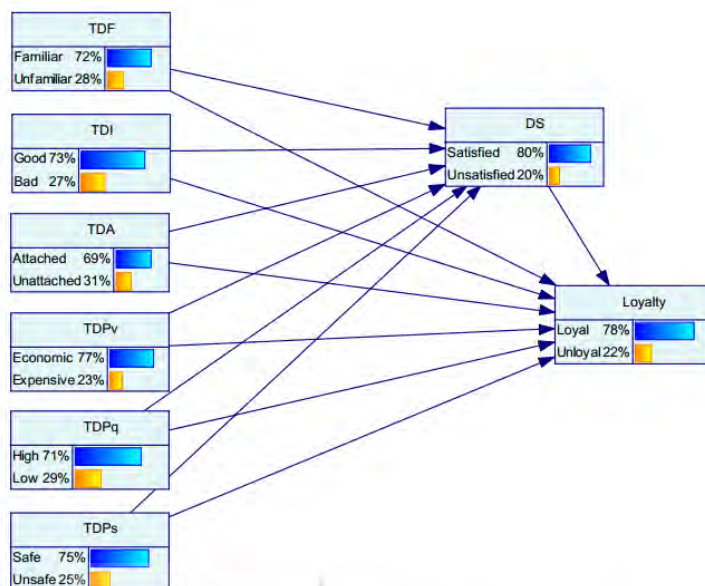 TDF
Familiar 72%
Unfamiliar 28%
TDI
Good 73%
Bad 27%
TDA
Attached 69%
Unattached 31%
TDPv
Economic 77%
Expensive 23%
TDPq
High 71%
Low 29%
TDPs
Safe 75%
Unsafe 25%
DS
Satisfied 80%
Unsatisfied 20%
Loyalty
Loyal 78%
Unloyal 22%